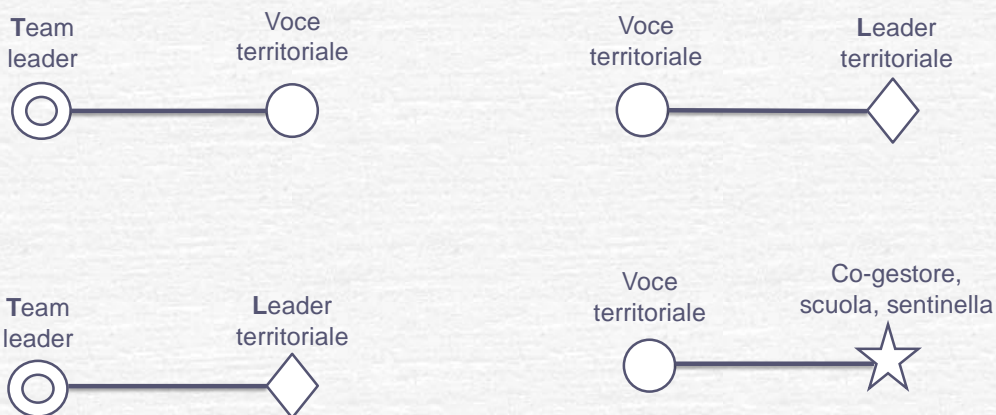 Team
leader
Voce
territoriale
Voce
territoriale
Leader
territoriale
Team
leader
Leader
territoriale
Voce
territoriale
Co-gestore,
scuola, sentinella